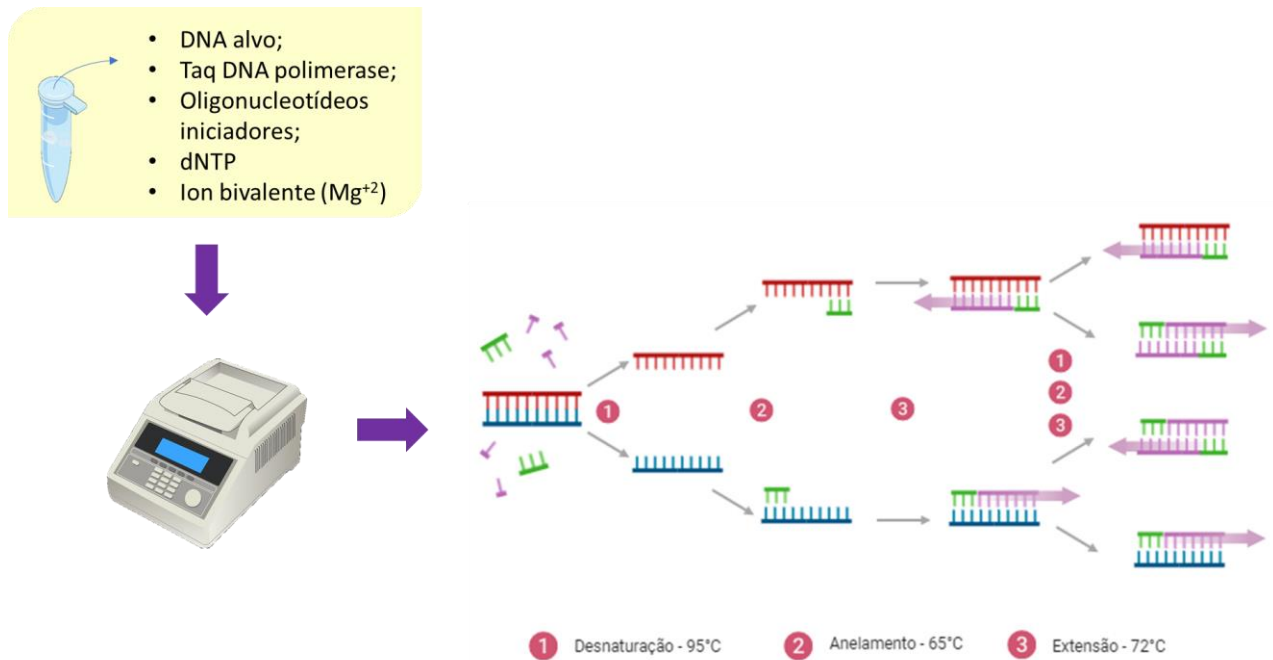 • DNA alvo;
• Taq DNA polimerase;
• Oligonucleotídeos
iniciadores;
• dNTP
• Ion bivalente (Mg⁺²)
1
2
3
1
2
3
1 Desnaturação - 95°C
2 Anelamento - 65°C
3 Extensão - 72°C